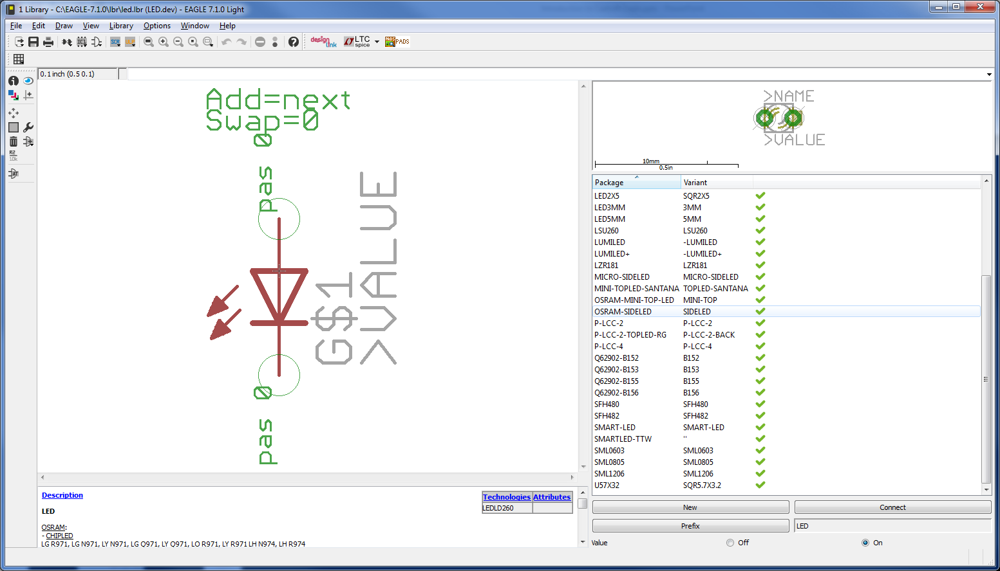 1 Library - C:\EAGLE-7.1.0\lbr\led.lbr (LED.dev) - EAGLE 7.1.0 Light
File Edit Draw View Library Options Window Help
SCR ULP design link LTC spice PADS PADS
0.1 inch (0.5 0.1)
R2
10k
Add=next
Swap=0
0
pas
G$1
>VALUE
0
pas
>NAME
>VALUE
10mm
0.5in
Package Variant
LED2X5 SQR2X5
LED3MM 3MM
LED5MM 5MM
LSU260 LSU260
LUMILED -LUMILED
LUMILED+ -LUMILED+
LZR181 LZR181
MICRO-SIDELED MICRO-SIDELED
MINI-TOPLED-SANTANA TOPLED-SANTANA
OSRAM-MINI-TOP-LED MINI-TOP
OSRAM-SIDELED SIDELED
P-LCC-2 P-LCC-2
P-LCC-2-TOPLED-RG P-LCC-2-BACK
P-LCC-4 P-LCC-4
Q62902-B152 B152
Q62902-B153 B153
Q62902-B155 B155
Q62902-B156 B156
SFH480 SFH480
SFH482 SFH482
SMART-LED SMART-LED
SMARTLED-TTW ''
SML0603 SML0603
SML0805 SML0805
SML1206 SML1206
U57X32 SQR5.7X3.2
New Connect
Prefix LED
Value Off On
Description
LED
OSRAM:
- CHIPLED
LG R971, LG N971, LY N971, LG Q971, LY Q971, LO R971, LY R971 LH N974, LH R974
Technologies Attributes
LEDLD260